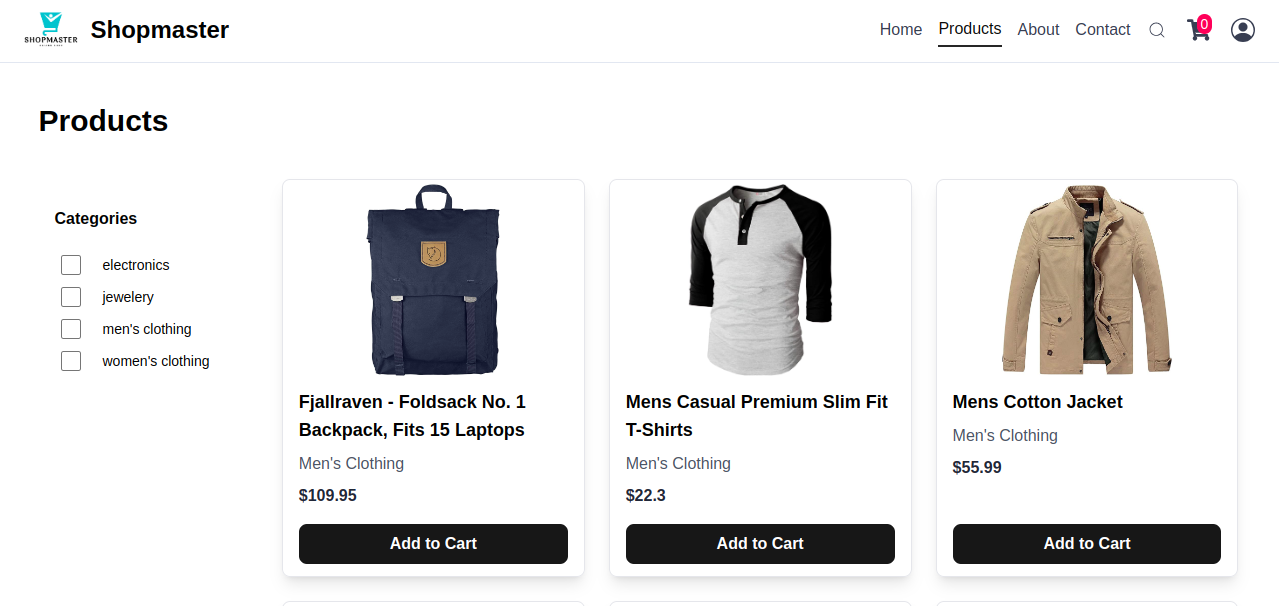 SHOPMASTER
Shopmaster
Home
Products
About
Contact
0
Products
Categories
electronics
jewelery
men's clothing
women's clothing
Fjallraven - Foldsack No. 1
Backpack, Fits 15 Laptops
Men's Clothing
$109.95
Add to Cart
Mens Casual Premium Slim Fit
T-Shirts
Men's Clothing
$22.3
Add to Cart
Mens Cotton Jacket
Men's Clothing
$55.99
Add to Cart